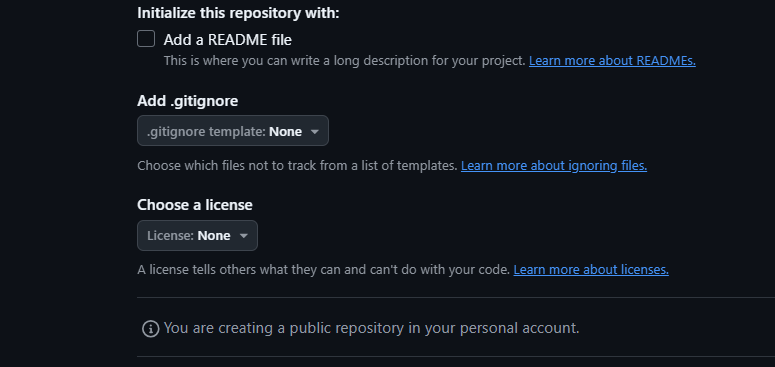 Initialize this repository with:
Add a README file
This is where you can write a long description for your project. Learn more about READMEs.
Add .gitignore
.gitignore template: None
Choose which files not to track from a list of templates. Learn more about ignoring files.
Choose a license
License: None
A license tells others what they can and can't do with your code. Learn more about licenses.
You are creating a public repository in your personal account.